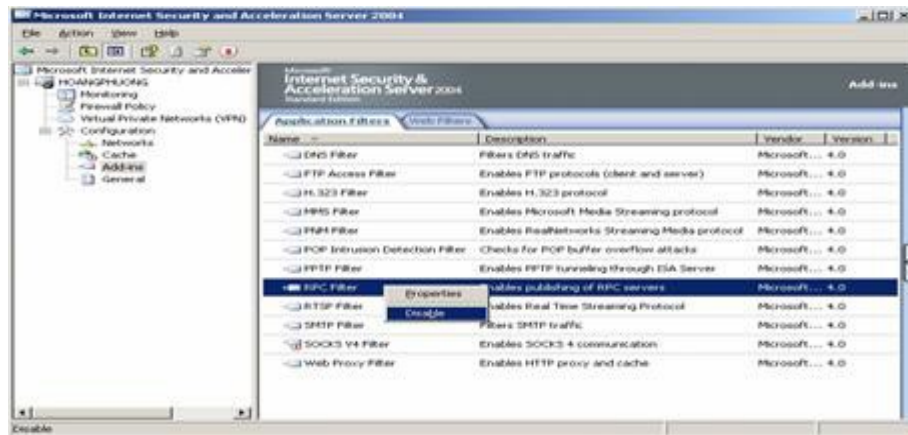 Microsoft Internet Security and Acceleration Server 2004
File Action View Help
Microsoft Internet Security and Acceler
HOANGPHUONG
Monitoring
Firewall Policy
Virtual Private Networks (VPN)
Configuration
Networks
Cache
Add-ins
General
Microsoft
Internet Security &
Acceleration Server 2004
Standard Edition
Add-ins
Application Filters Web Filters
Name Description Vendor Version
DNS Filter Filters DNS traffic Microsoft... 4.0
FTP Access Filter Enables FTP protocols (client and server) Microsoft... 4.0
H.323 Filter Enables H.323 protocol Microsoft... 4.0
MMS Filter Enables Microsoft Media Streaming protocol Microsoft... 4.0
PNM Filter Enables RealNetworks Streaming Media protocol Microsoft... 4.0
POP Intrusion Detection Filter Checks for POP buffer overflow attacks Microsoft... 4.0
PPTP Filter Enables PPTP tunneling through ISA Server Microsoft... 4.0
RPC Filter Enables publishing of RPC servers Microsoft... 4.0
Properties
RTSP Filter Enables Real Time Streaming Protocol Microsoft... 4.0
Disable
SMTP Filter Filters SMTP traffic Microsoft... 4.0
SOCKS V4 Filter Enables SOCKS 4 communication Microsoft... 4.0
Web Proxy Filter Enables HTTP proxy and cache Microsoft... 4.0
Disable